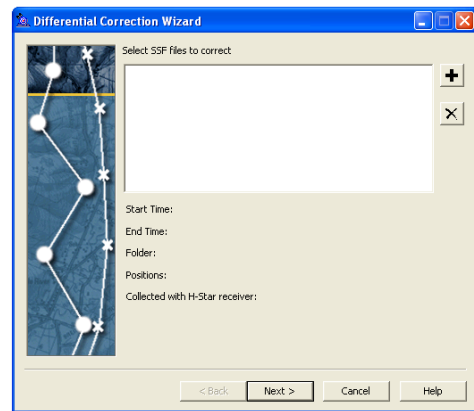 Differential Correction Wizard
Select SSF files to correct
Start Time:
End Time:
Folder:
Positions:
Collected with H-Star receiver:
< Back Next > Cancel Help